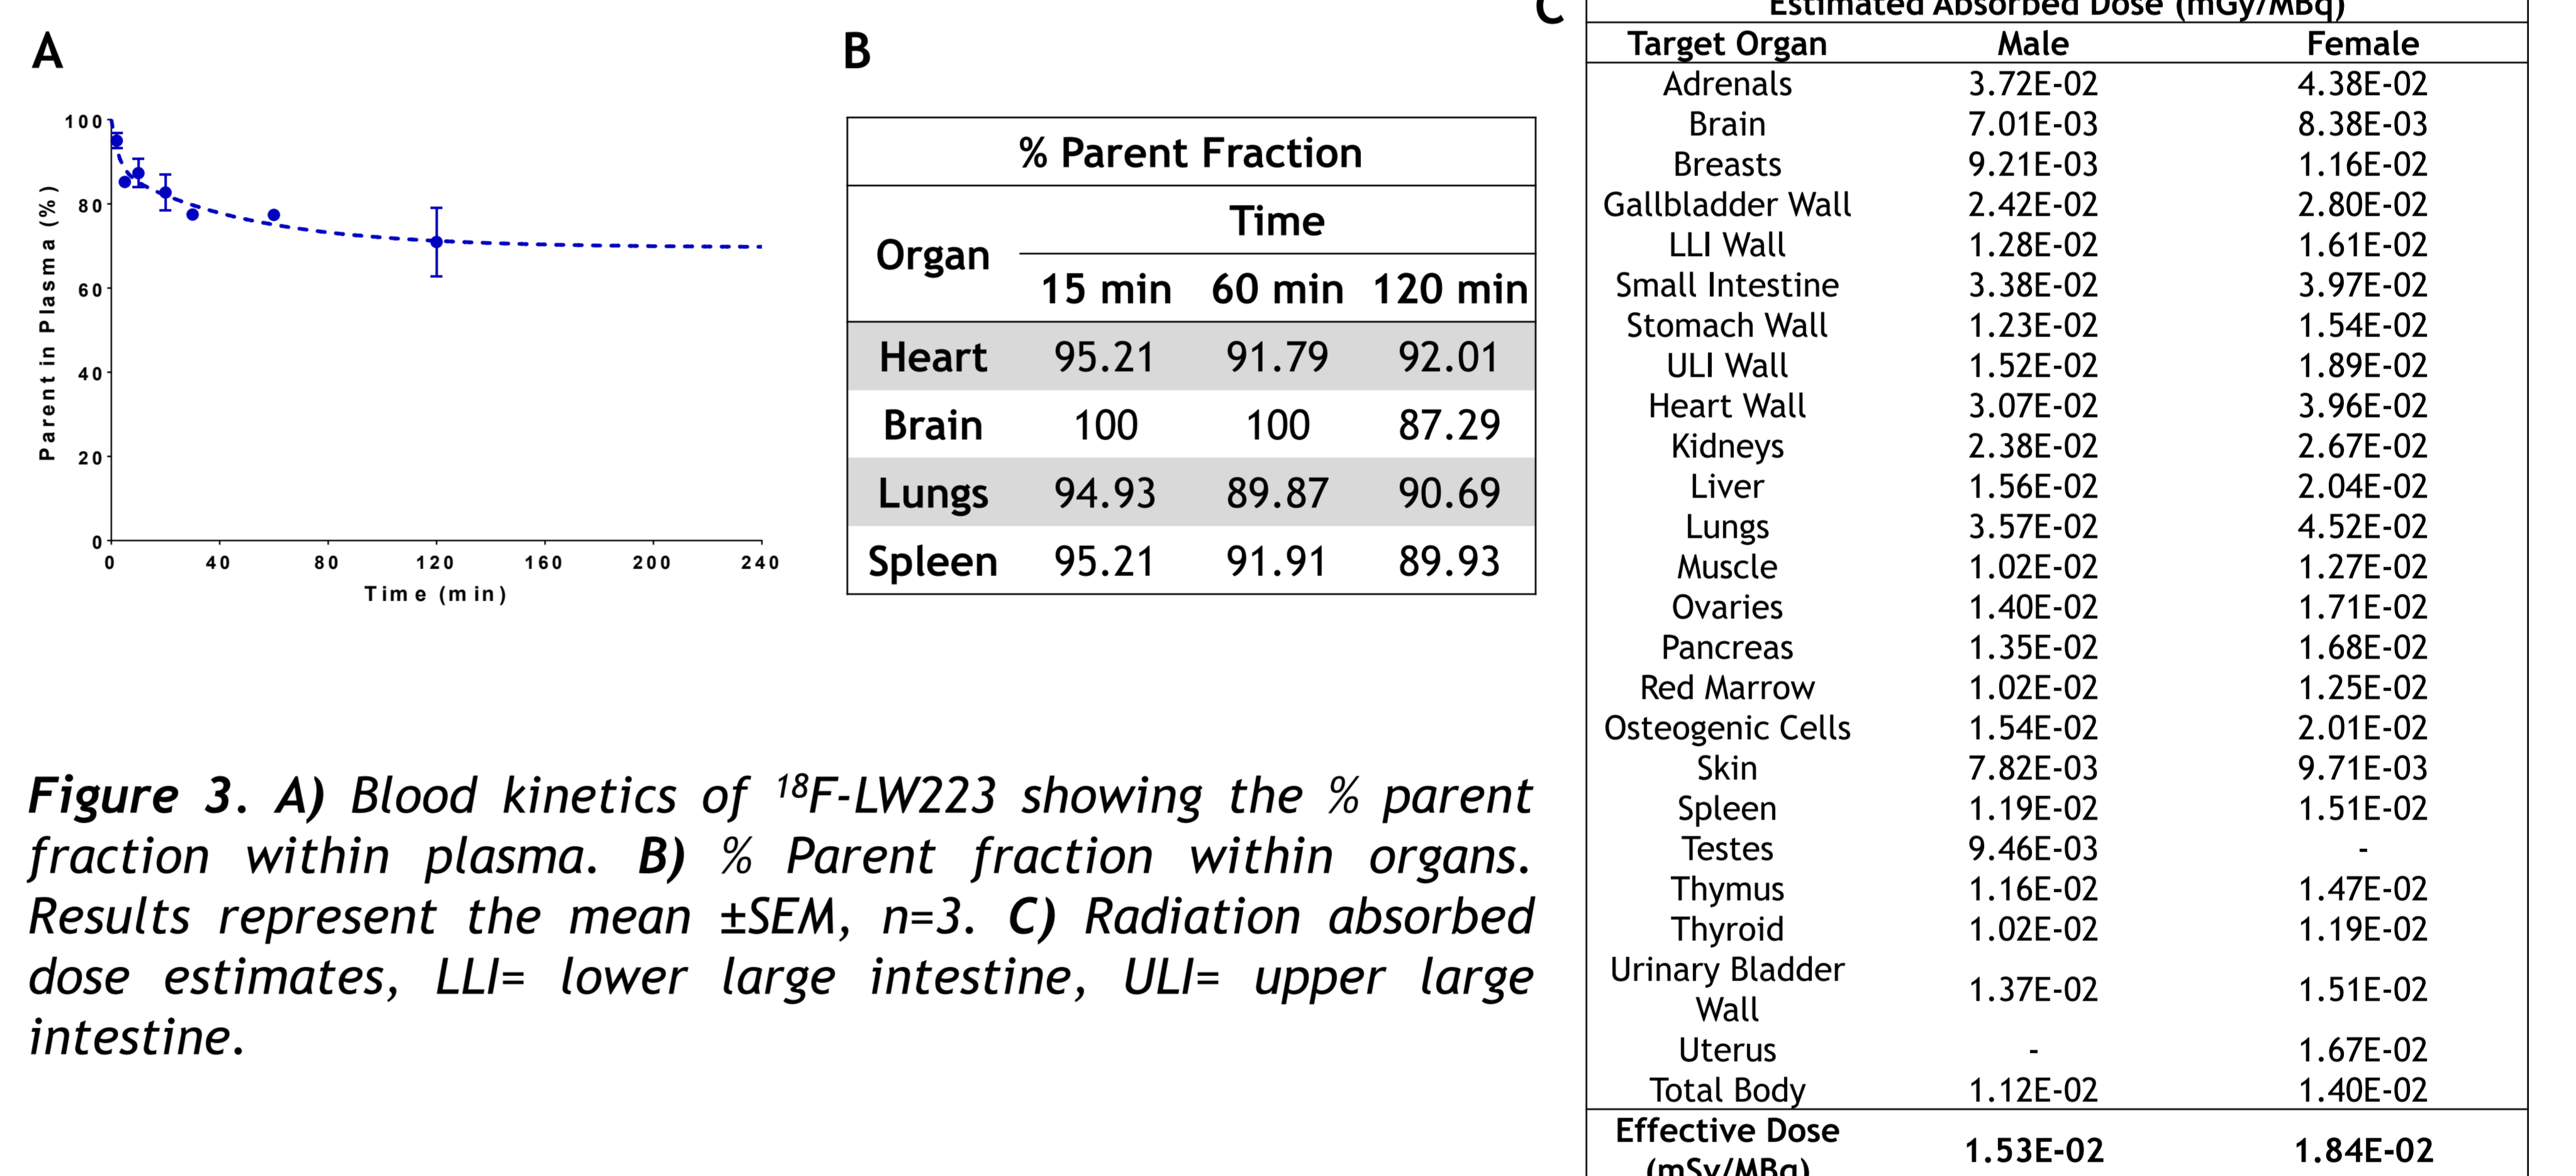 A
100
80
60
40
20
0
Parent in Plasma (%)
0 40 80 120 160 200 240
Time (min)
B
% Parent Fraction
Organ
Time
15 min 60 min 120 min
Heart 95.21 91.79 92.01
Brain 100 100 87.29
Lungs 94.93 89.87 90.69
Spleen 95.21 91.91 89.93
Figure 3. A) Blood kinetics of ¹⁸F-LW223 showing the % parent
fraction within plasma. B) % Parent fraction within organs.
Results represent the mean ±SEM, n=3. C) Radiation absorbed
dose estimates, LLI= lower large intestine, ULI= upper large
intestine.
C
Estimated Absorbed Dose (mGy/MBq)
Target Organ Male Female
Adrenals 3.72E-02 4.38E-02
Brain 7.01E-03 8.38E-03
Breasts 9.21E-03 1.16E-02
Gallbladder Wall 2.42E-02 2.80E-02
LLI Wall 1.28E-02 1.61E-02
Small Intestine 3.38E-02 3.97E-02
Stomach Wall 1.23E-02 1.54E-02
ULI Wall 1.52E-02 1.89E-02
Heart Wall 3.07E-02 3.96E-02
Kidneys 2.38E-02 2.67E-02
Liver 1.56E-02 2.04E-02
Lungs 3.57E-02 4.52E-02
Muscle 1.02E-02 1.27E-02
Ovaries 1.40E-02 1.71E-02
Pancreas 1.35E-02 1.68E-02
Red Marrow 1.02E-02 1.25E-02
Osteogenic Cells 1.54E-02 2.01E-02
Skin 7.82E-03 9.71E-03
Spleen 1.19E-02 1.51E-02
Testes 9.46E-03 -
Thymus 1.16E-02 1.47E-02
Thyroid 1.02E-02 1.19E-02
Urinary Bladder
Wall 1.37E-02 1.51E-02
Uterus - 1.67E-02
Total Body 1.12E-02 1.40E-02
Effective Dose
(mSv/MBq) 1.53E-02 1.84E-02